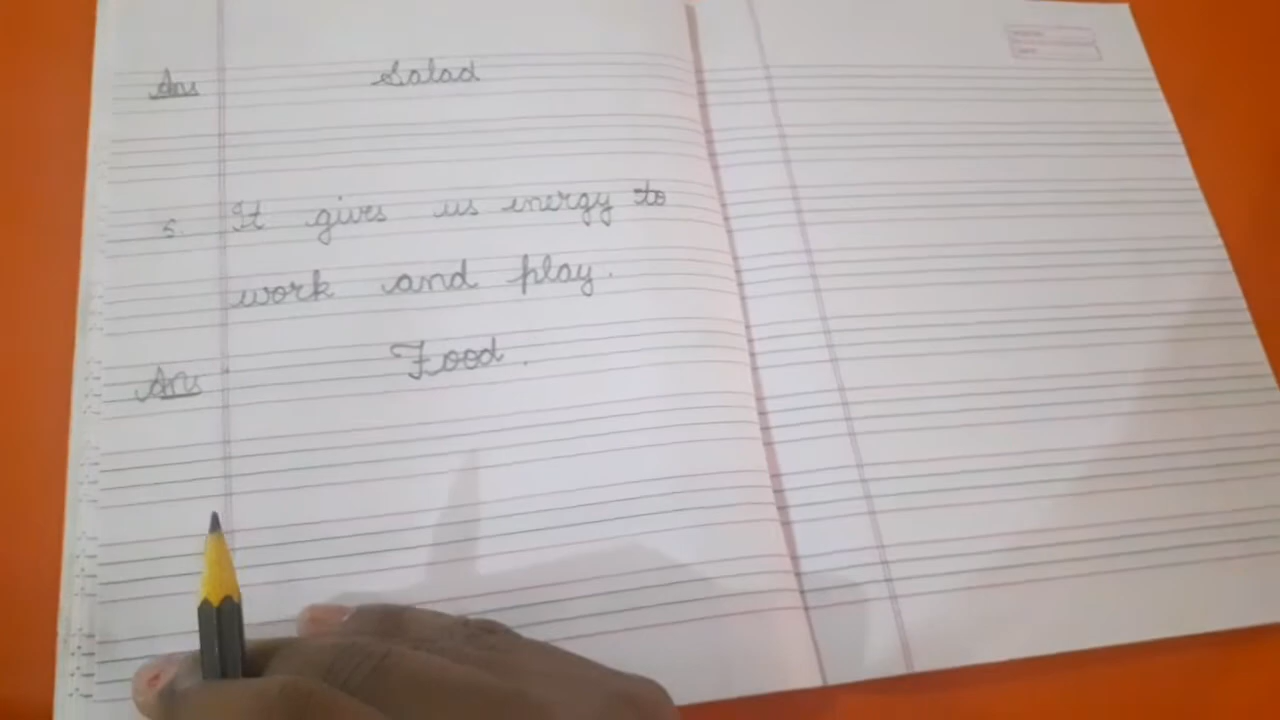 Ans Salad
5. It gives us energy to
work and play.
Ans Food.